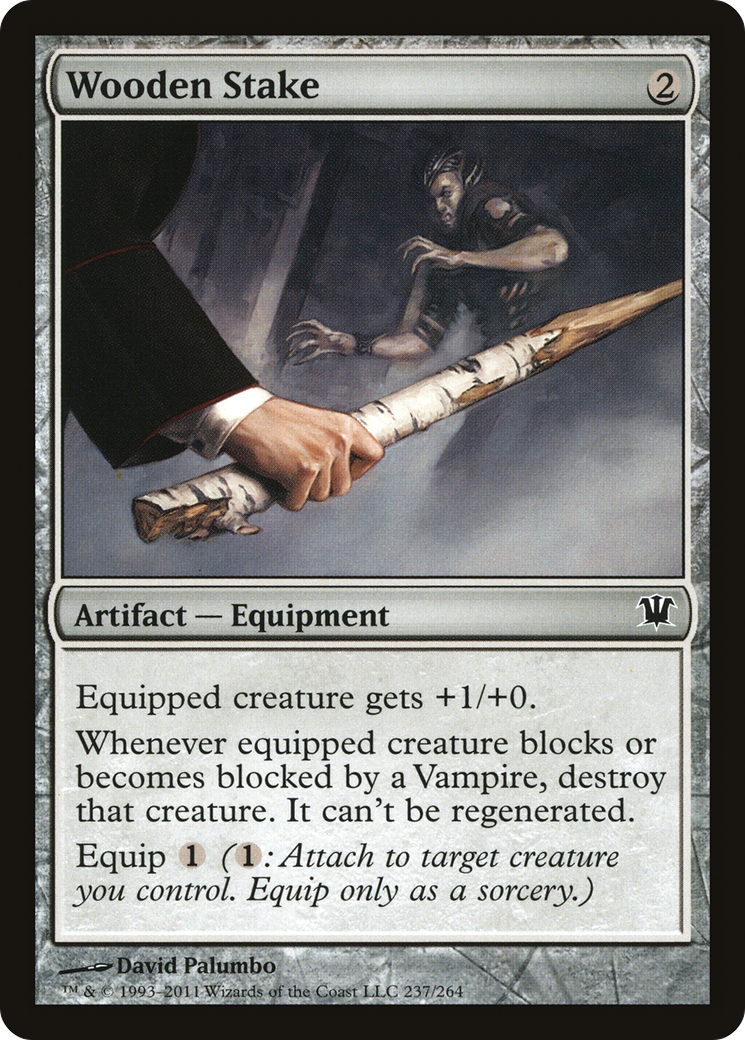 Wooden Stake 2
Artifact — Equipment
Equipped creature gets +1/+0.
Whenever equipped creature blocks or
becomes blocked by a Vampire, destroy
that creature. It can't be regenerated.
Equip 1 (1: Attach to target creature
you control. Equip only as a sorcery.)
David Palumbo
™ & © 1993–2011 Wizards of the Coast LLC 237/264